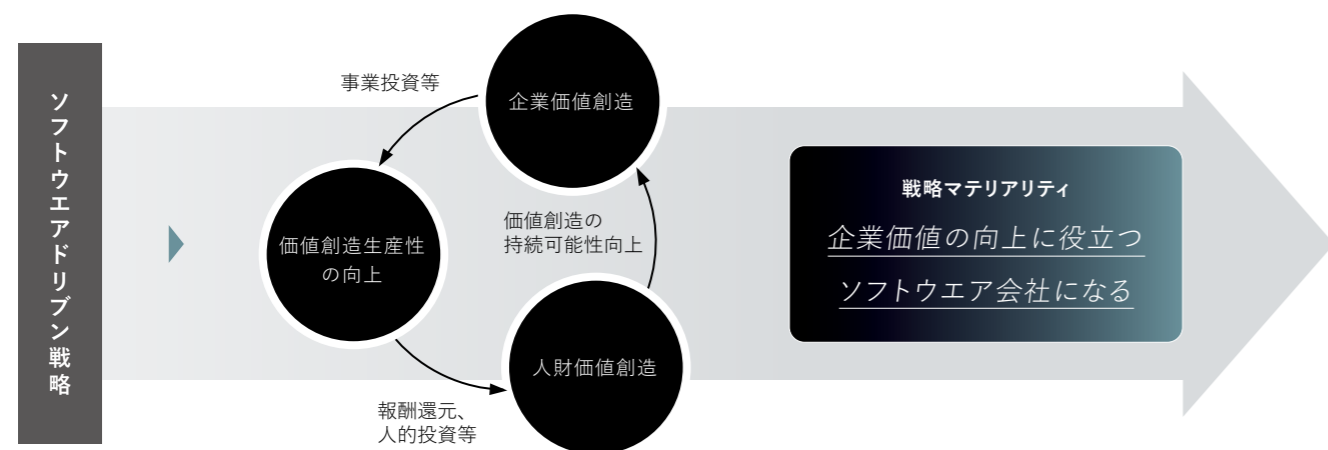 ソフトウエアドリブン戦略
事業投資等
企業価値創造
価値創造生産性
の向上
価値創造の
持続可能性向上
人財価値創造
報酬還元、
人的投資等
戦略マテリアリティ
企業価値の向上に役立つ
ソフトウエア会社になる